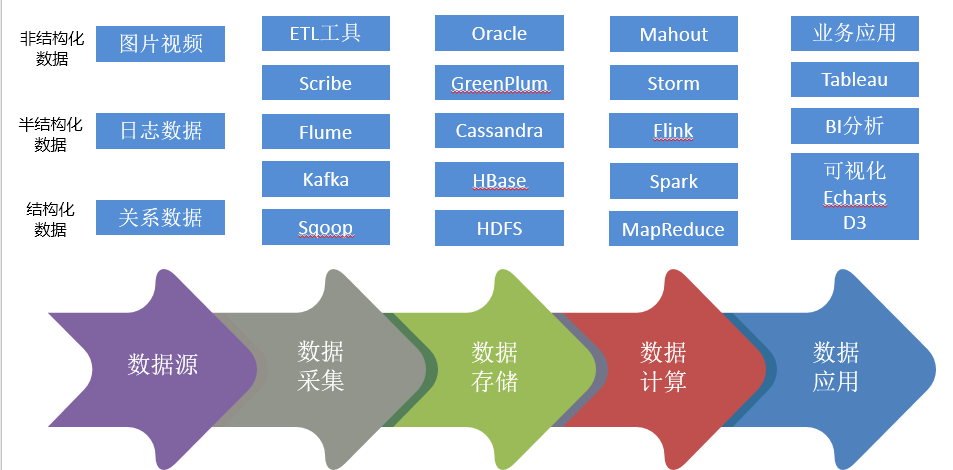 非结构化
数据
图片视频
半结构化
数据
日志数据
结构化
数据
关系数据
ETL工具
Scribe
Flume
Kafka
Sqoop
Oracle
GreenPlum
Cassandra
HBase
HDFS
Mahout
Storm
Flink
Spark
MapReduce
业务应用
Tableau
BI分析
可视化
Echarts
D3
数据源
数据
采集
数据
存储
数据
计算
数据
应用